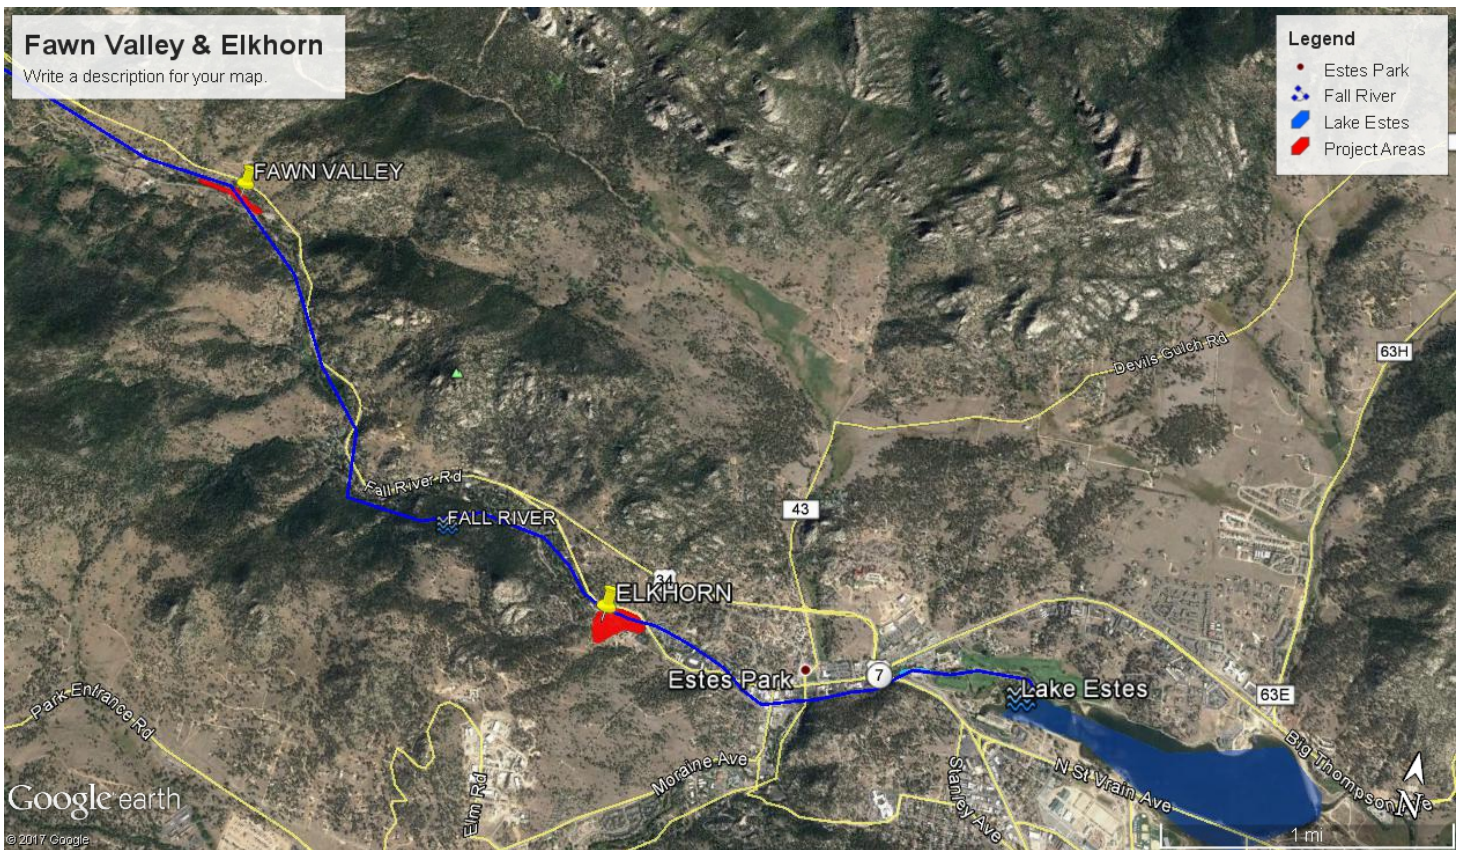 Fawn Valley & Elkhorn
Write a description for your map.
Legend
Estes Park
Fall River
Lake Estes
Project Areas
FAWN VALLEY
63H
Devils Gulch Rd
Fall River Rd
43
FALL RIVER
34
ELKHORN
Estes Park
7
Lake Estes
63E
Park Entrance Rd
Moraine Ave
Elm Rd
Stanley Ave
N St Vrain Ave
Big Thompson Ave
N
Google earth
© 2017 Google
1 mi